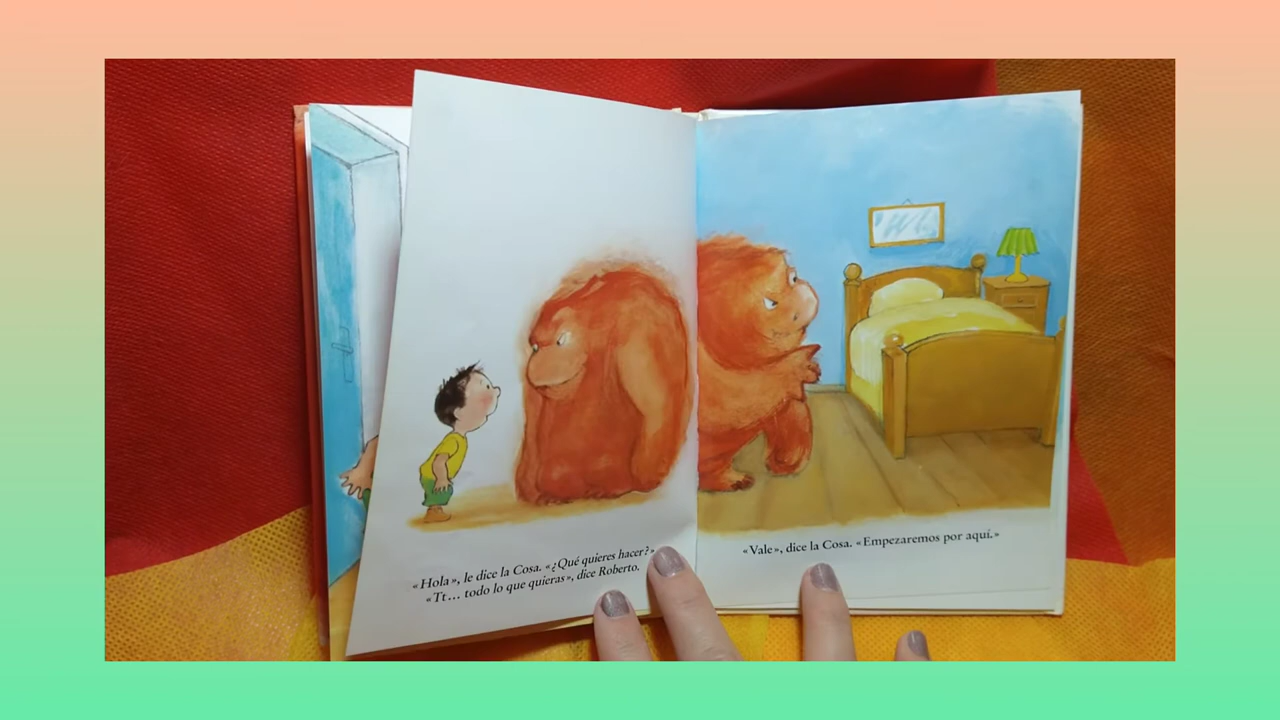 «Hola», le dice la Cosa. «¿Qué quieres hacer?»
«Tt... todo lo que quieras», dice Roberto.
«Vale», dice la Cosa. «Empezaremos por aquí.»